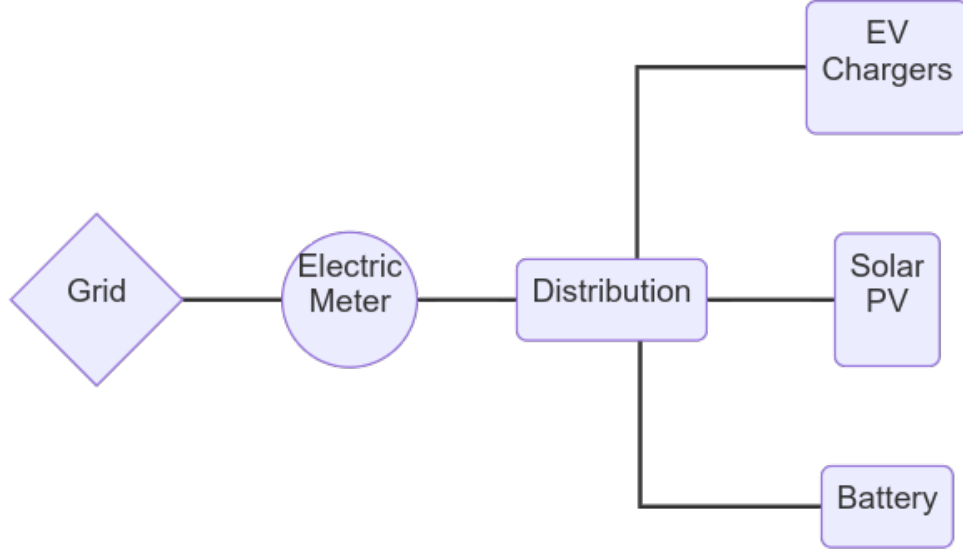 EV
Chargers
Grid
Electric
Meter
Distribution
Solar
PV
Battery